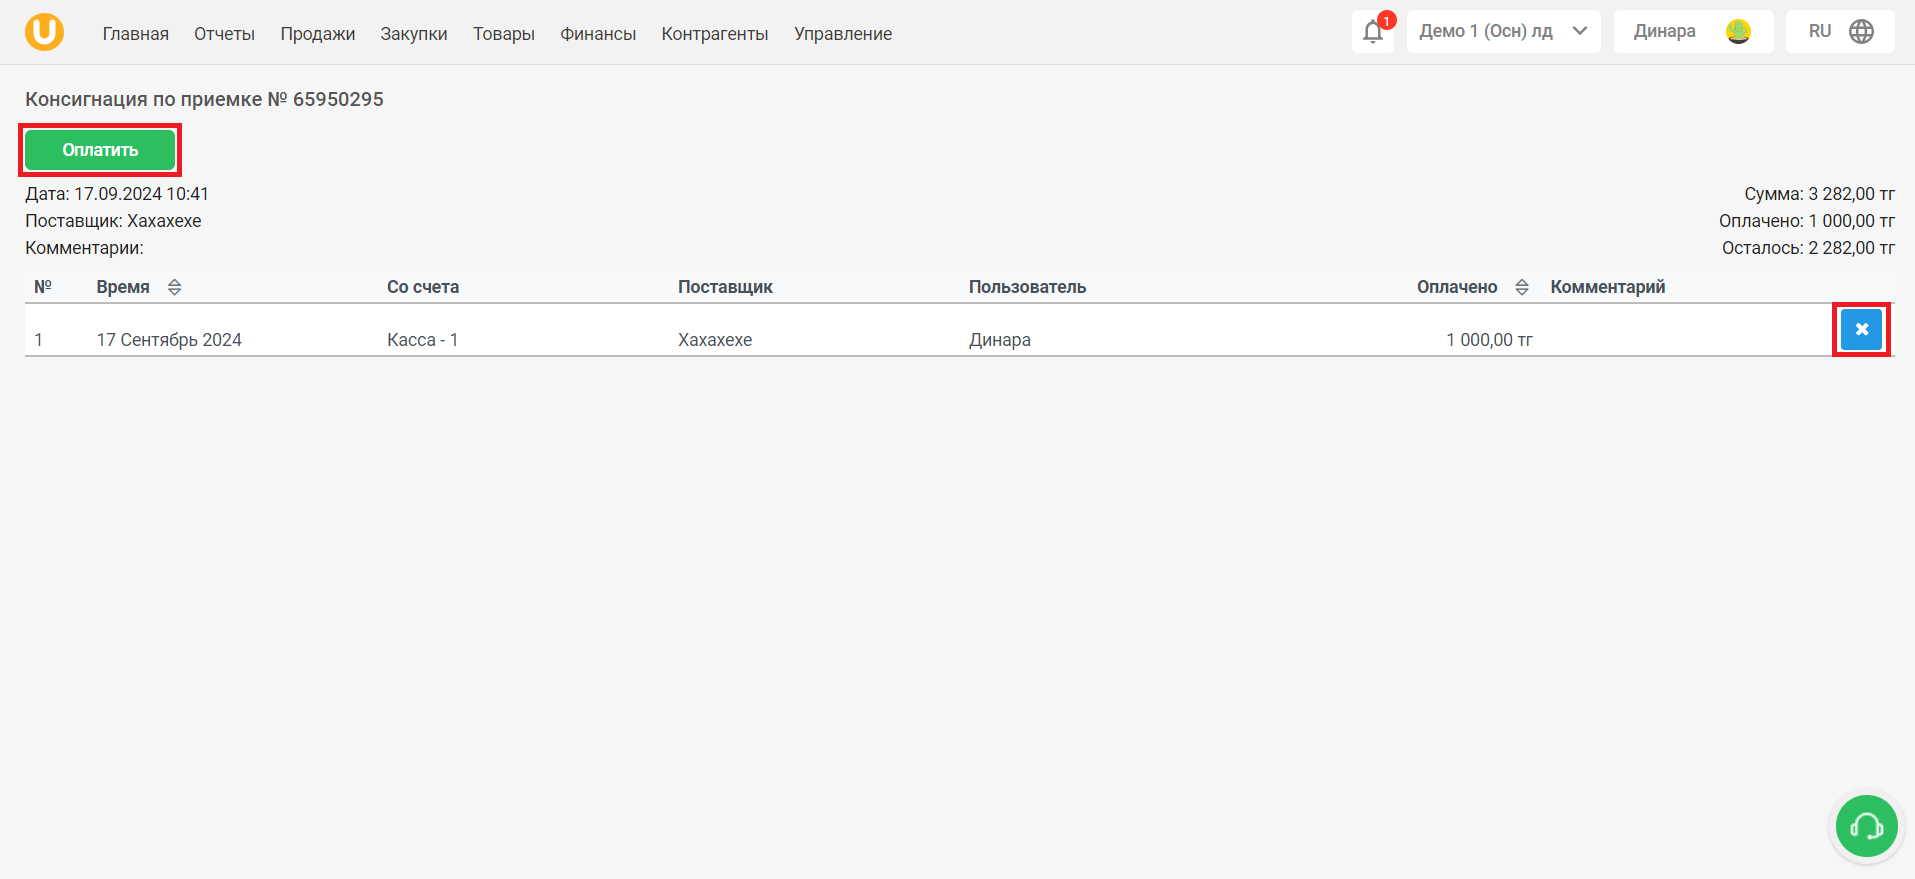 U Главная Отчеты Продажи Закупки Товары Финансы Контрагенты Управление 1 Демо 1 (Осн) лд Динара RU
Консигнация по приемке № 65950295
Оплатить
Дата: 17.09.2024 10:41 Сумма: 3 282,00 тг
Поставщик: Хахахехе Оплачено: 1 000,00 тг
Комментарии: Осталось: 2 282,00 тг
№ Время Со счета Поставщик Пользователь Оплачено Комментарий
1 17 Сентябрь 2024 Касса - 1 Хахахехе Динара 1 000,00 тг